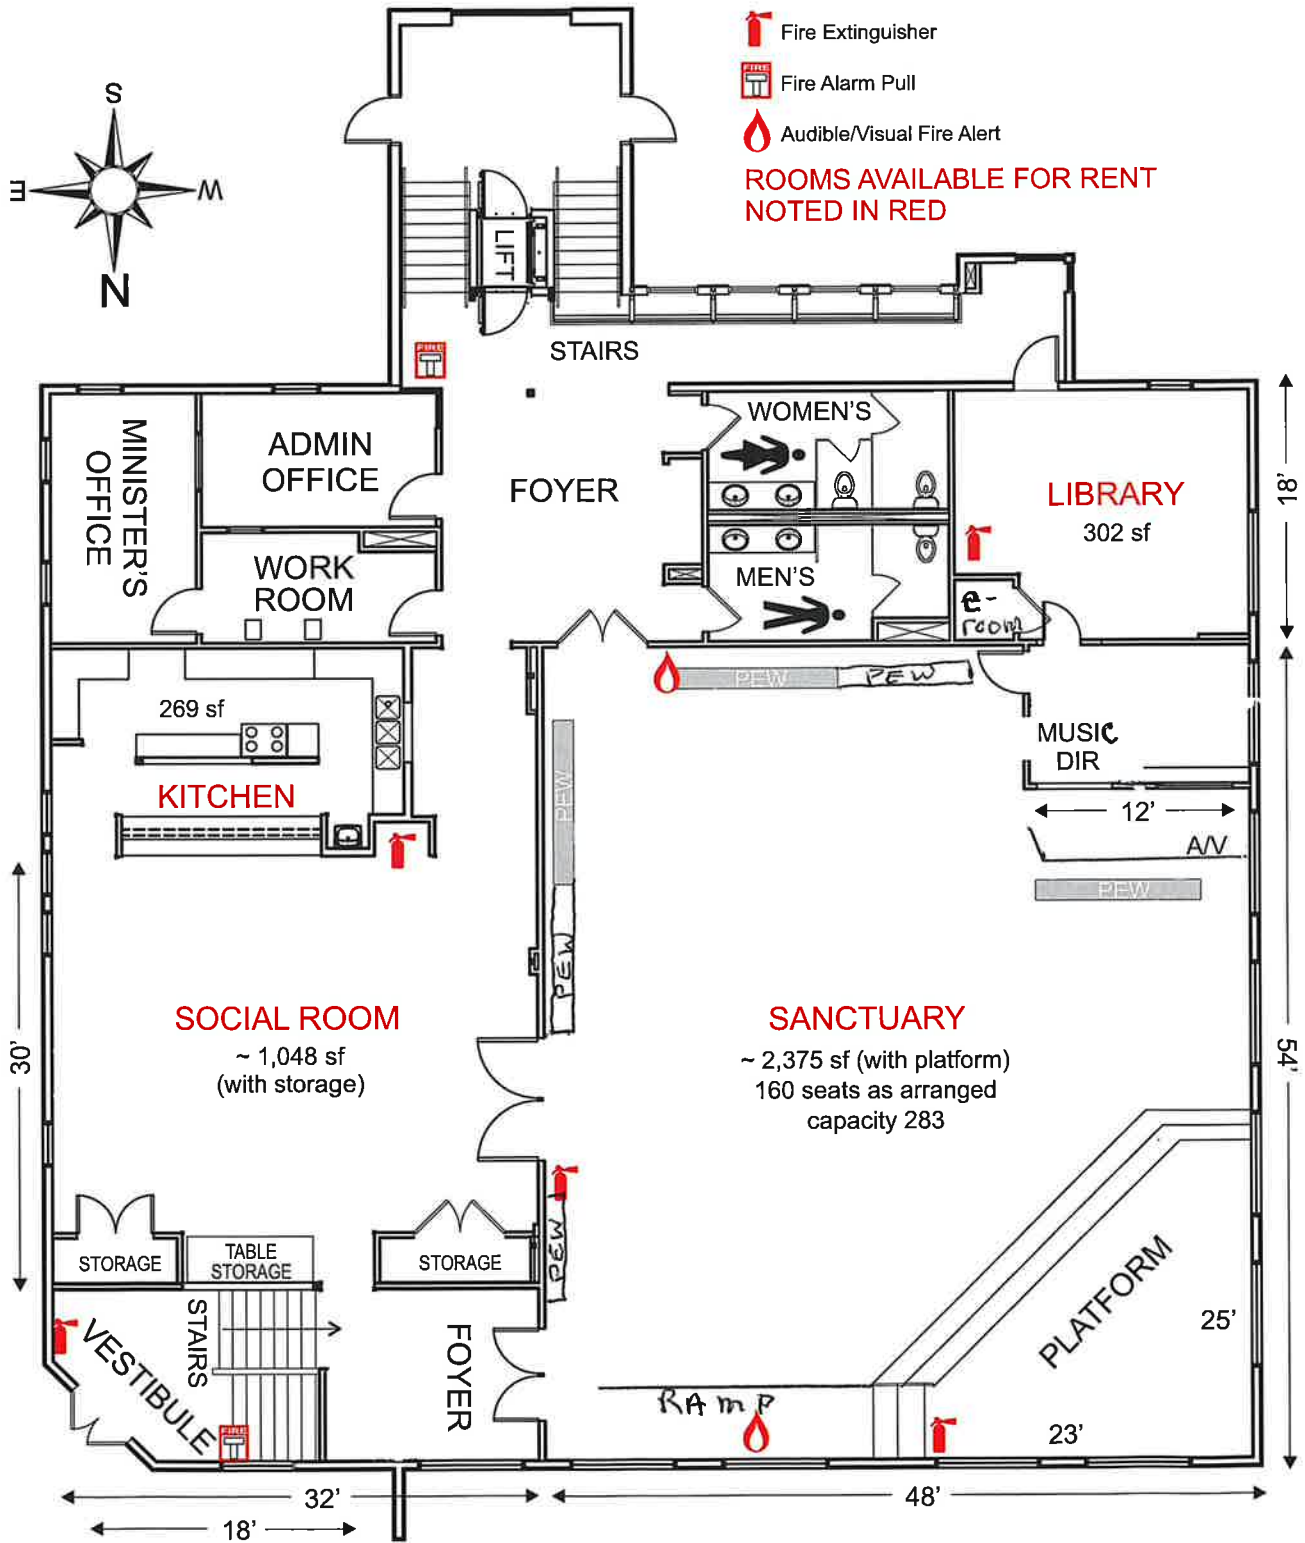 Fire Extinguisher
FIRE
Fire Alarm Pull
Audible/Visual Fire Alert
ROOMS AVAILABLE FOR RENT
NOTED IN RED
S
E
W
N
LIFT
FIRE
STAIRS
MINISTER'S
OFFICE
ADMIN
OFFICE
FOYER
WOMEN'S
LIBRARY
302 sf
18'
WORK
ROOM
MEN'S
e-
room
PEW
PEW
269 sf
MUSIC
DIR
KITCHEN
PEW
12'
A/V
PEW
PEW
SOCIAL ROOM
~ 1,048 sf
(with storage)
SANCTUARY
~ 2,375 sf (with platform)
160 seats as arranged
capacity 283
30'
54'
STORAGE
TABLE
STORAGE
STORAGE
PEW
VESTIBULE
STAIRS
FOYER
PLATFORM
25'
RAMP
23'
FIRE
32'
48'
18'